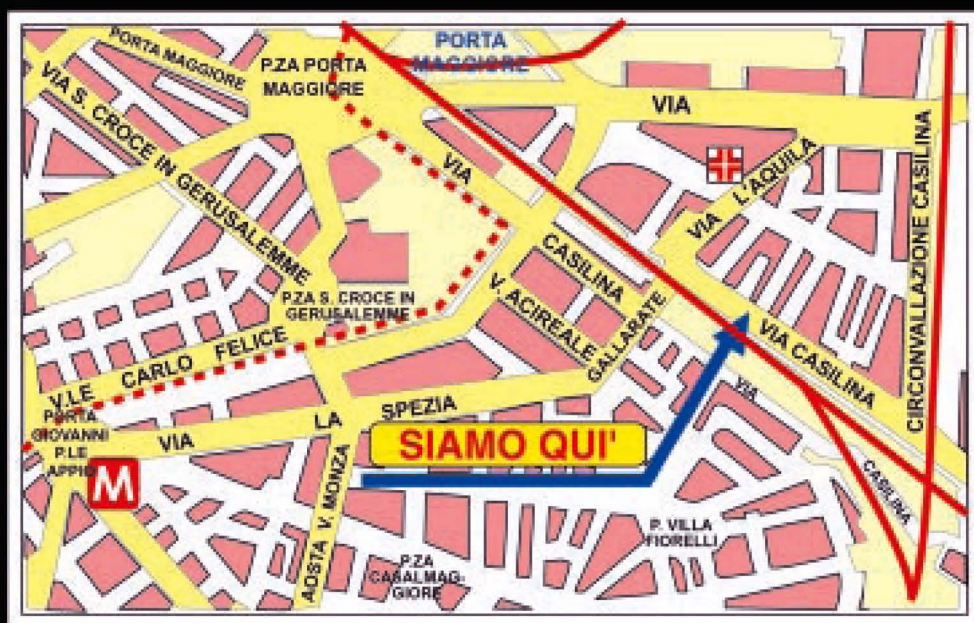 PORTA MAGGIORE
P.ZA PORTA
MAGGIORE
PORTA
MAGGIORE
VIA S. CROCE IN GERUSALEMME
VIA
VIA
CASILINA
VIA L'AQUILA
CIRCONVALLAZIONE CASILINA
P.ZA S. CROCE IN
GERUSALEMME
V. ACIREALE
GALLARATE
VIA CASILINA
V.LE CARLO FELICE
PORTA
GIOVANNI
P.LE
APPIO
M
VIA LA SPEZIA
VIA
CASILINA
SIAMO QUI'
AOSTA V. MONZA
P. VILLA
FIORELLI
P.ZA
CASALMAG-
GIORE